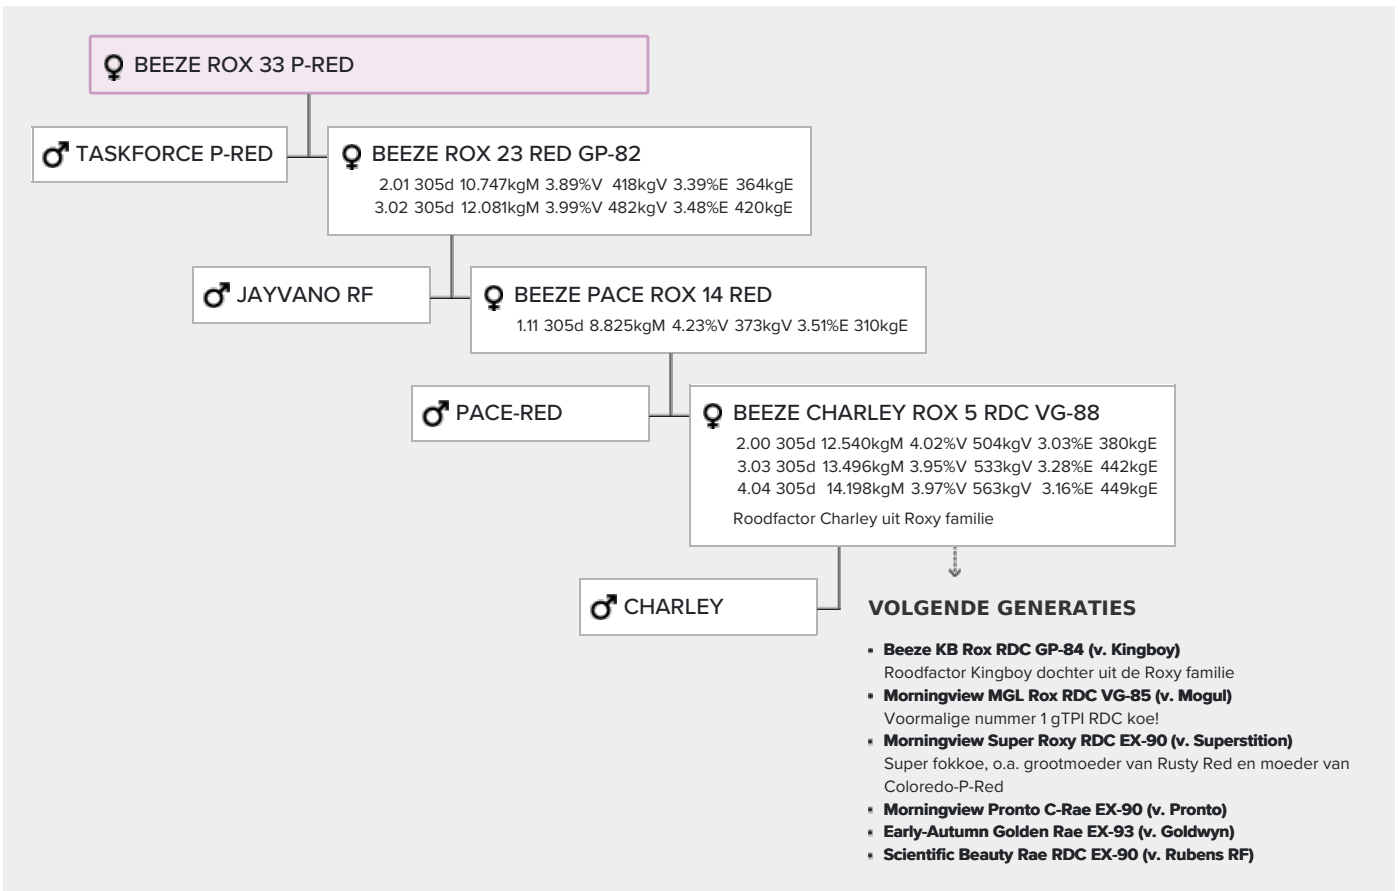 BEEZE ROX 33 P-RED
TASKFORCE P-RED
BEEZE ROX 23 RED GP-82
2.01 305d 10.747kgM 3.89%V 418kgV 3.39%E 364kgE
3.02 305d 12.081kgM 3.99%V 482kgV 3.48%E 420kgE
JAYVANO RF
BEEZE PACE ROX 14 RED
1.11 305d 8.825kgM 4.23%V 373kgV 3.51%E 310kgE
PACE-RED
BEEZE CHARLEY ROX 5 RDC VG-88
2.00 305d 12.540kgM 4.02%V 504kgV 3.03%E 380kgE
3.03 305d 13.496kgM 3.95%V 533kgV 3.28%E 442kgE
4.04 305d 14.198kgM 3.97%V 563kgV 3.16%E 449kgE
Roodfactor Charley uit Roxy familie
CHARLEY
VOLGENDE GENERATIES
Beeze KB Rox RDC GP-84 (v. Kingboy)
Roodfactor Kingboy dochter uit de Roxy familie
Morningview MGL Rox RDC VG-85 (v. Mogul)
Voormalige nummer 1 gTPI RDC koe!
Morningview Super Roxy RDC EX-90 (v. Superstition)
Super fokkoe, o.a. grootmoeder van Rusty Red en moeder van
Coloredo-P-Red
Morningview Pronto C-Rae EX-90 (v. Pronto)
Early-Autumn Golden Rae EX-93 (v. Goldwyn)
Scientific Beauty Rae RDC EX-90 (v. Rubens RF)